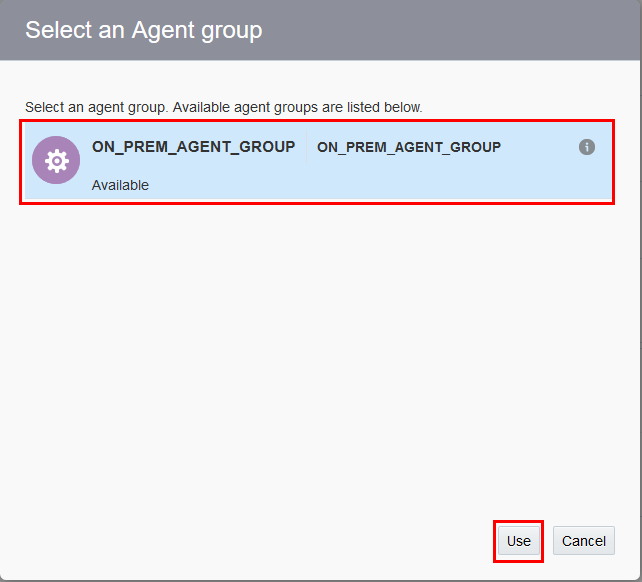 Select an Agent group
Select an agent group. Available agent groups are listed below.
ON_PREM_AGENT_GROUP ON_PREM_AGENT_GROUP
Available
Use Cancel